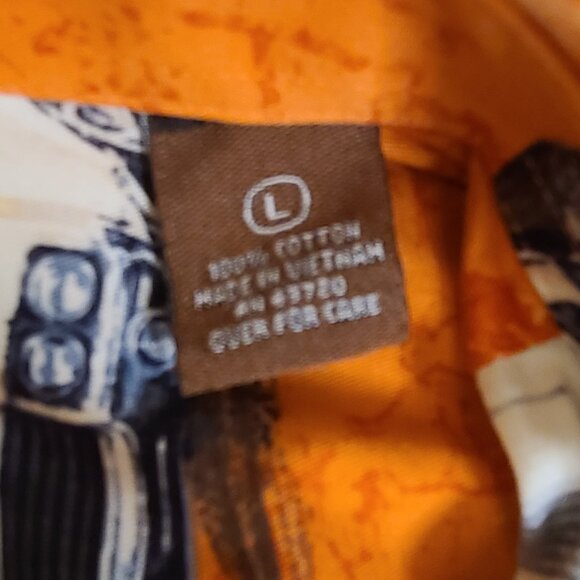 L
100% COTTON
MADE IN VIETNAM
RN 43720
OVER FOR CARE